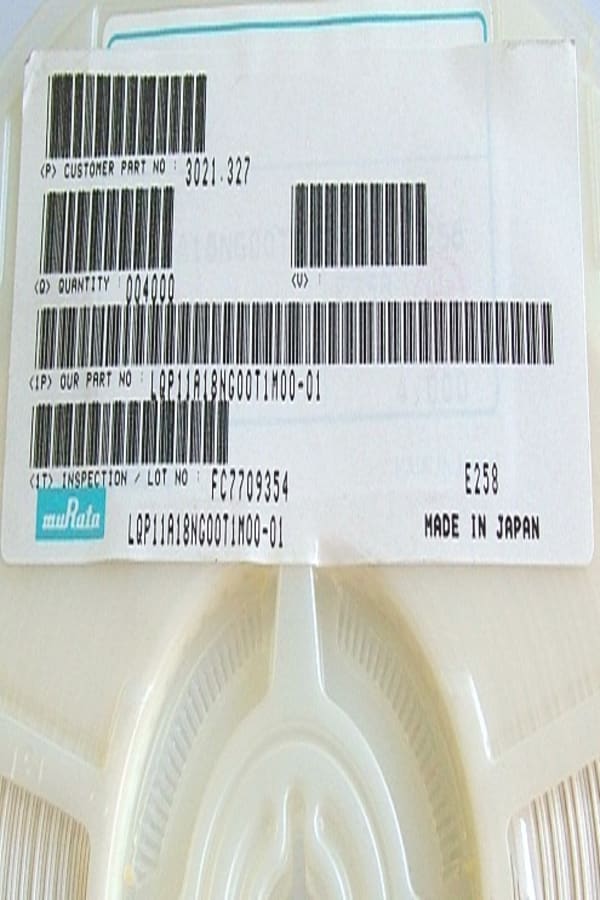 (P) CUSTOMER PART NO : 3021.327
(Q) QUANTITY : 004000
(V) :
(1P) OUR PART NO : LQP11A18NG00T1M00-01
(1T) INSPECTION / LOT NO : FC7709354
E258
muRata
LQP11A18NG00T1M00-01
MADE IN JAPAN